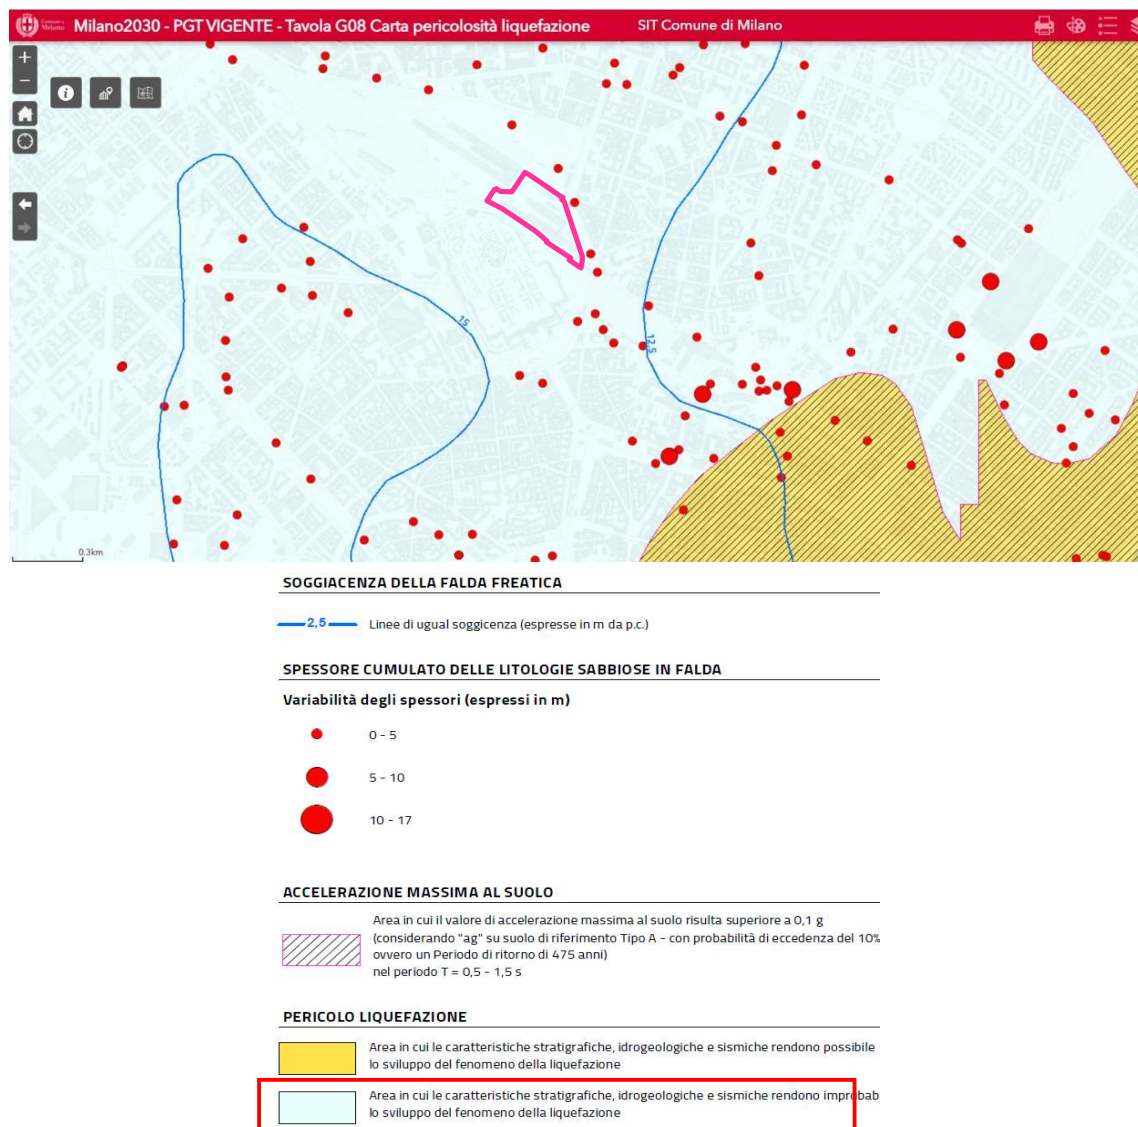 Comune di
Milano
Milano2030 - PGT VIGENTE - Tavola G08 Carta pericolosità liquefazione
SIT Comune di Milano
+
−
i
15
12,5
0.3km
SOGGIACENZA DELLA FALDA FREATICA
2,5
Linee di ugual soggicenza (espresse in m da p.c.)
SPESSORE CUMULATO DELLE LITOLOGIE SABBIOSE IN FALDA
Variabilità degli spessori (espressi in m)
0 - 5
5 - 10
10 - 17
ACCELERAZIONE MASSIMA AL SUOLO
Area in cui il valore di accelerazione massima al suolo risulta superiore a 0,1 g
(considerando "ag" su suolo di riferimento Tipo A - con probabilità di eccedenza del 10%
ovvero un Periodo di ritorno di 475 anni)
nel periodo T = 0,5 - 1,5 s
PERICOLO LIQUEFAZIONE
Area in cui le caratteristiche stratigrafiche, idrogeologiche e sismiche rendono possibile
lo sviluppo del fenomeno della liquefazione
Area in cui le caratteristiche stratigrafiche, idrogeologiche e sismiche rendono improbab
lo sviluppo del fenomeno della liquefazione